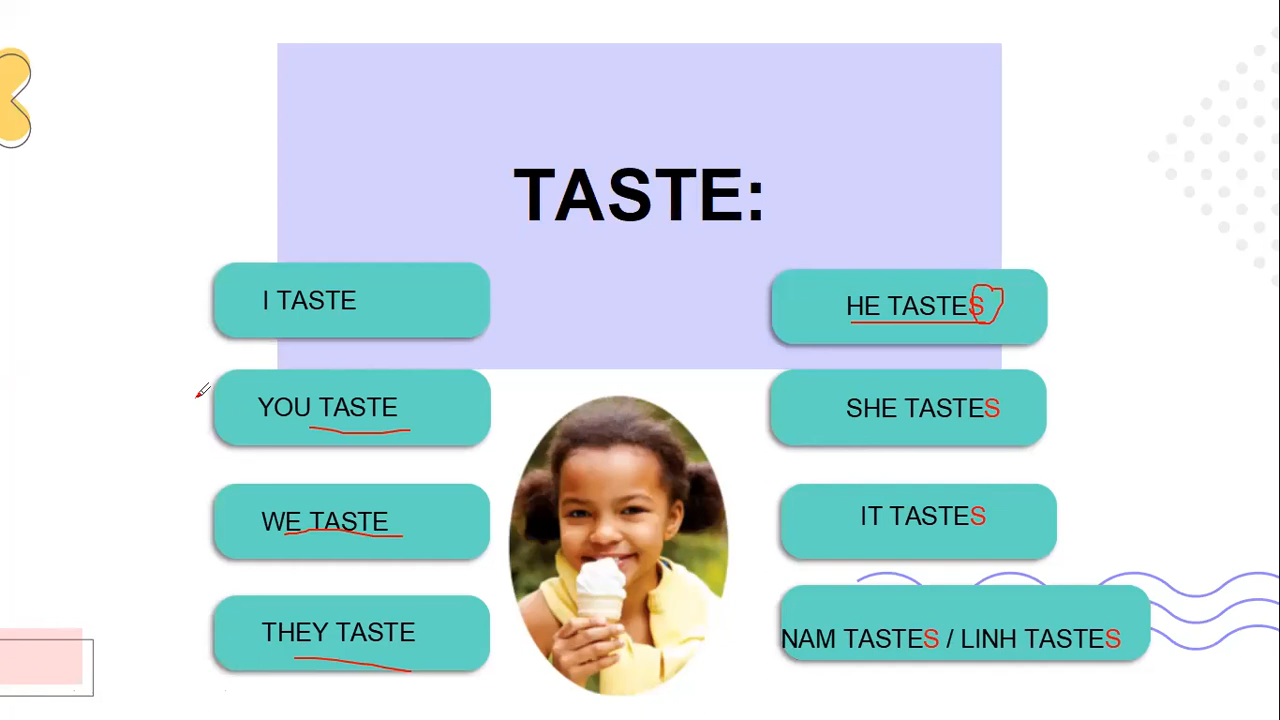 TASTE:
I TASTE
YOU TASTE
WE TASTE
THEY TASTE
HE TASTES
SHE TASTES
IT TASTES
NAM TASTES / LINH TASTES